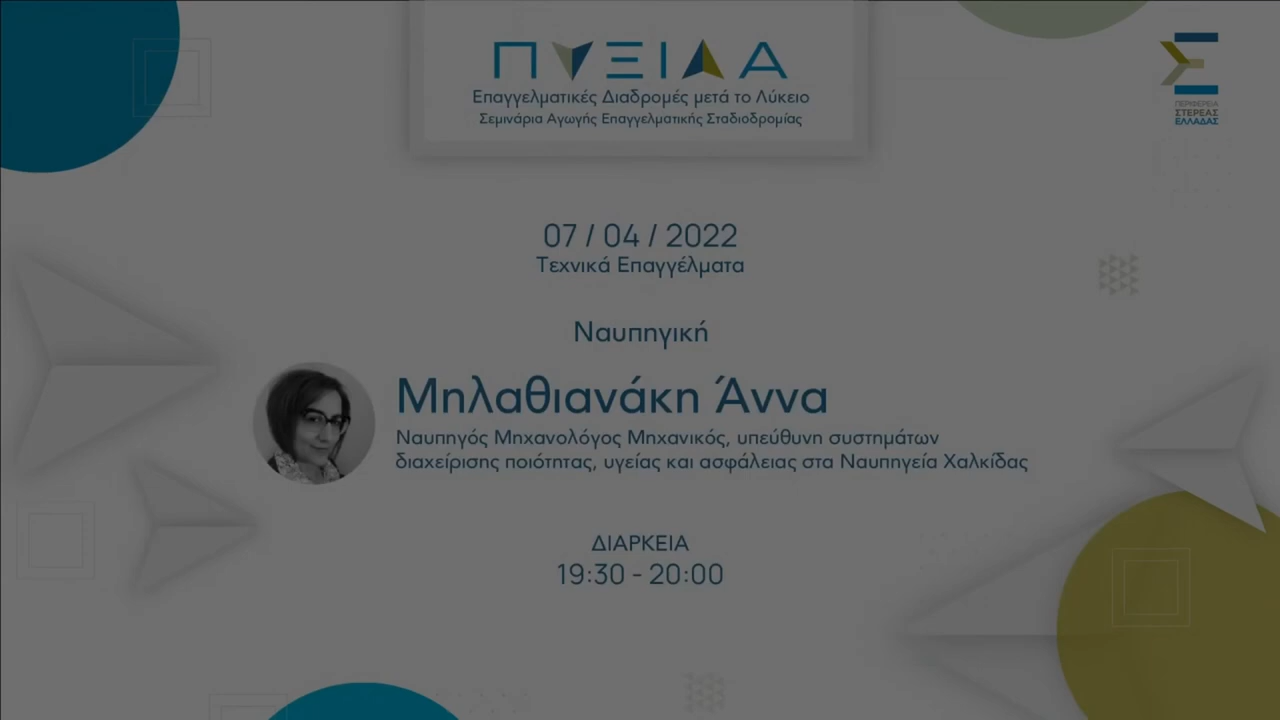 ΠΥΞΙΔΑ
Επαγγελματικές Διαδρομές μετά το Λύκειο
Σεμινάρια Αγωγής Επαγγελματικής Σταδιοδρομίας
ΠΕΡΙΦΕΡΕΙΑ
ΣΤΕΡΕΑΣ
ΕΛΛΑΔΑΣ
07 / 04 / 2022
Τεχνικά Επαγγέλματα
Ναυπηγική
Μηλαθιανάκη Άννα
Ναυπηγός Μηχανολόγος Μηχανικός, υπεύθυνη συστημάτων
διαχείρισης ποιότητας, υγείας και ασφάλειας στα Ναυπηγεία Χαλκίδας
ΔΙΑΡΚΕΙΑ
19:30 - 20:00